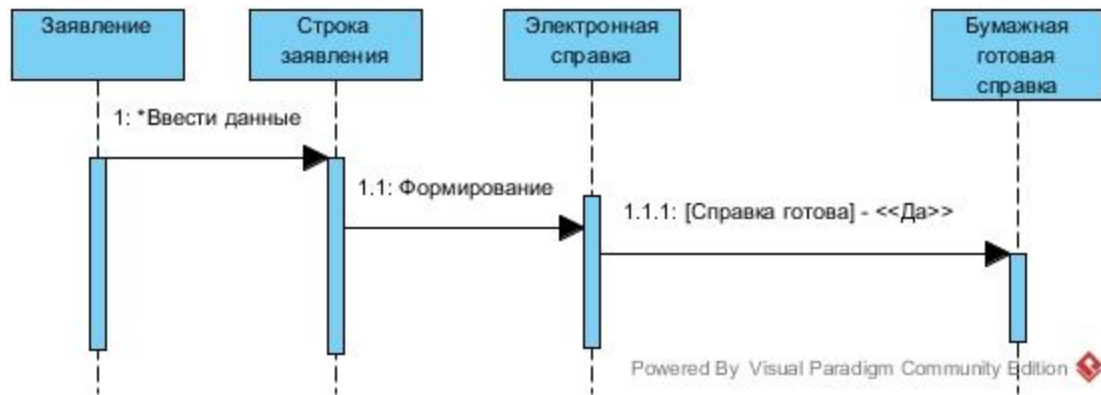 Заявление
Строка
заявления
Электронная
справка
Бумажная
готовая
справка
1: *Ввести данные
1.1: Формирование
1.1.1: [Справка готова] - <<Да>>
Powered By Visual Paradigm Community Edition